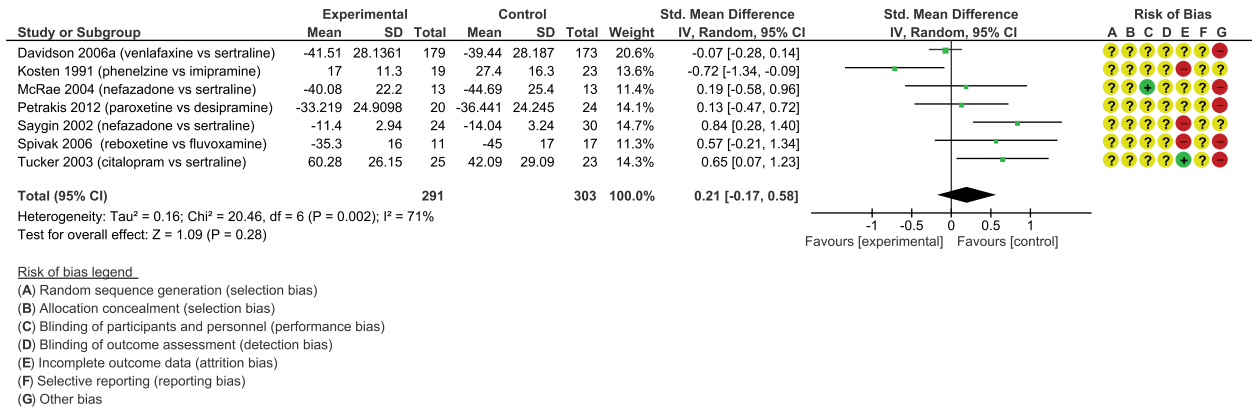 Experimental Control Std. Mean Difference Std. Mean Difference Risk of Bias
Study or Subgroup Mean SD Total Mean SD Total Weight IV, Random, 95% CI IV, Random, 95% CI A B C D E F G
Davidson 2006a (venlafaxine vs sertraline) -41.51 28.1361 179 -39.44 28.187 173 20.6% -0.07 [-0.28, 0.14] ? ? ? ? ? ? −
Kosten 1991 (phenelzine vs imipramine) 17 11.3 19 27.4 16.3 23 13.6% -0.72 [-1.34, -0.09] ? ? ? ? − ? ?
McRae 2004 (nefazadone vs sertraline) -40.08 22.2 13 -44.69 25.4 13 11.4% 0.19 [-0.58, 0.96] ? ? + ? ? ? −
Petrakis 2012 (paroxetine vs desipramine) -33.219 24.9098 20 -36.441 24.245 24 13.9% 0.13 [-0.47, 0.72] ? ? ? ? ? ? −
Saygin 2002 (nefazadone vs sertraline) -11.4 2.94 24 -14.04 3.24 30 14.7% 0.84 [0.28, 1.40] ? ? ? ? − ? ?
Spivak 2006 (reboxetine vs fluvoxamine) -35.3 16 11 -45 17 17 11.3% 0.57 [-0.21, 1.34] ? ? ? ? − ? −
Tucker 2003 (citalopram vs sertraline) 60.28 26.15 25 42.09 29.09 23 14.3% 0.65 [0.07, 1.23] ? ? ? ? + ? −
Total (95% CI) 291 303 100.0% 0.21 [-0.17, 0.58]
Heterogeneity: Tau² = 0.16; Chi² = 20.46, df = 6 (P = 0.002); I² = 71%
Test for overall effect: Z = 1.09 (P = 0.28)
-1 -0.5 0 0.5 1
Favours [experimental] Favours [control]
Risk of bias legend
(A) Random sequence generation (selection bias)
(B) Allocation concealment (selection bias)
(C) Blinding of participants and personnel (performance bias)
(D) Blinding of outcome assessment (detection bias)
(E) Incomplete outcome data (attrition bias)
(F) Selective reporting (reporting bias)
(G) Other bias